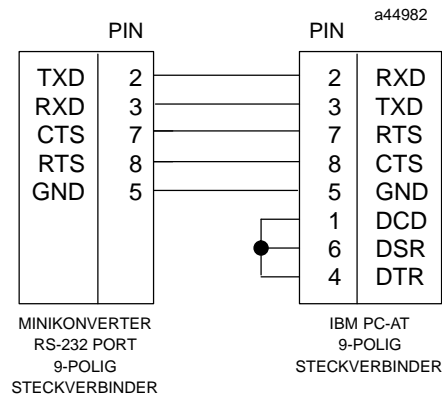 a44982
PIN PIN
TXD 2 2 RXD
RXD 3 3 TXD
CTS 7 7 RTS
RTS 8 8 CTS
GND 5 5 GND
1 DCD
6 DSR
4 DTR
MINIKONVERTER
RS-232 PORT
9-POLIG
STECKVERBINDER
IBM PC-AT
9-POLIG
STECKVERBINDER